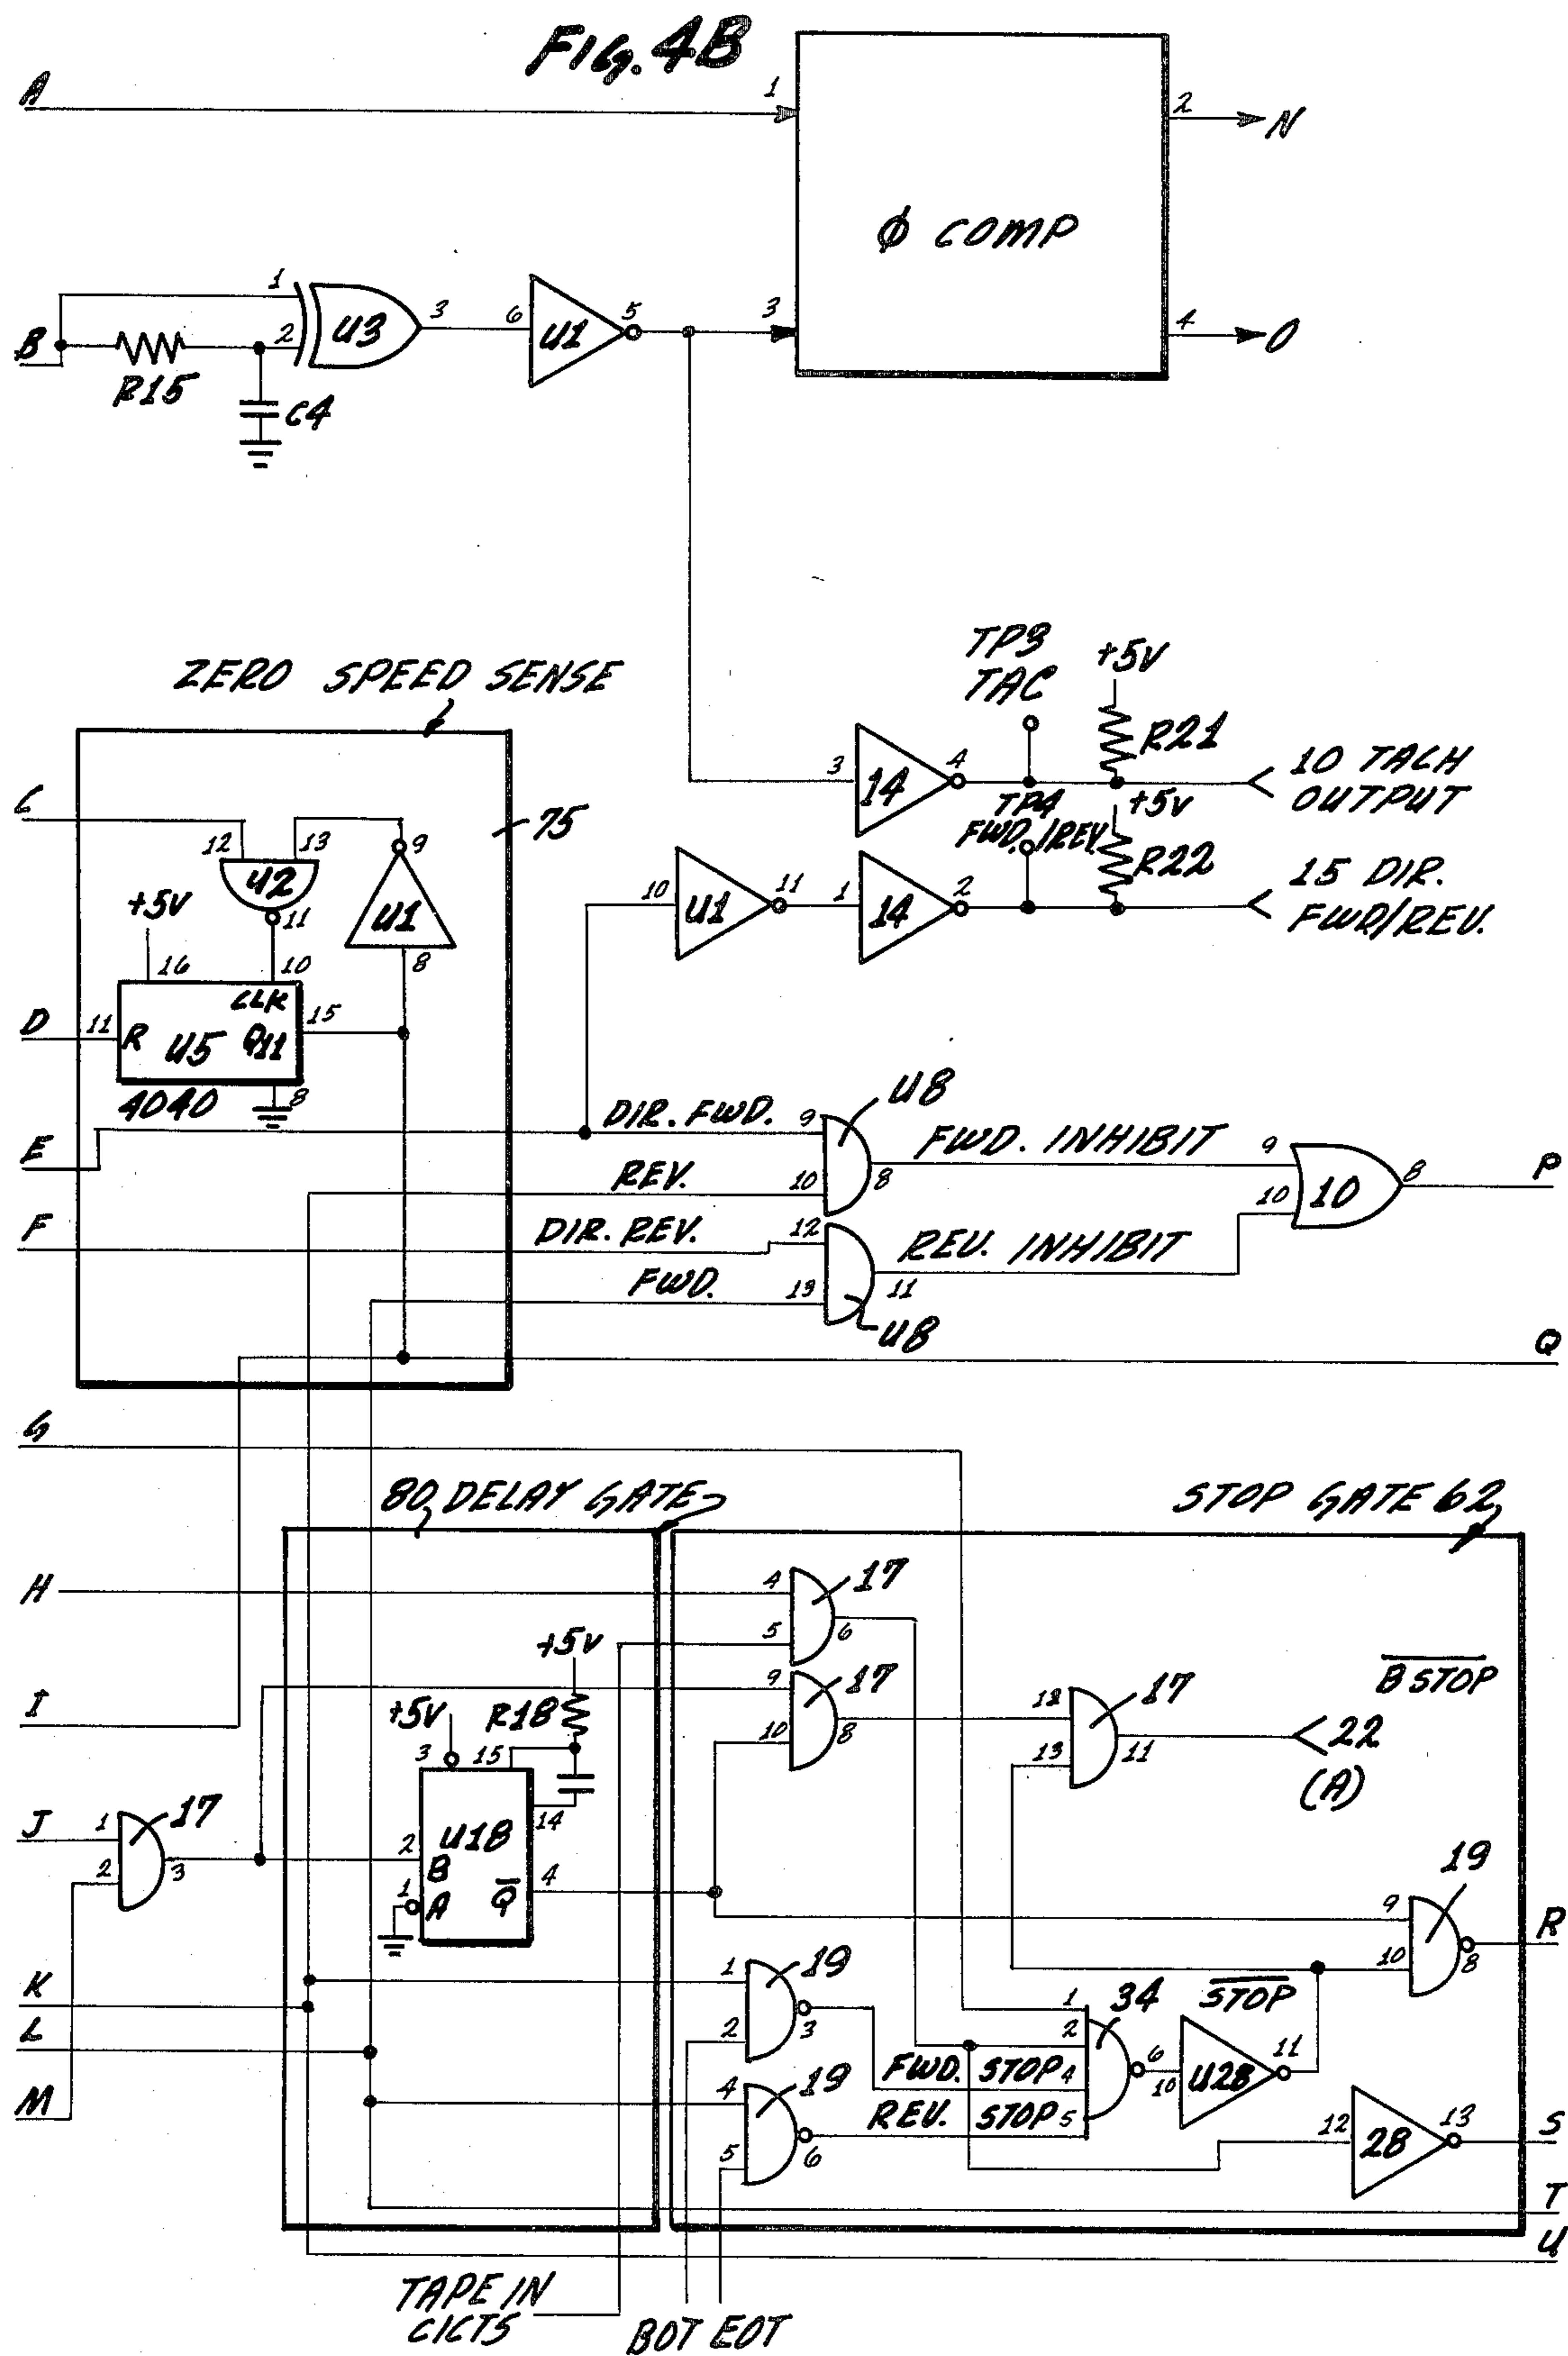 FIG. 4B
A
1
2
N
φ COMP
B
1
2
U3
3
6
U1
5
3
4
O
R15
C4
ZERO SPEED SENSE
TP3
TAC
+5V
R21
3
14
4
10 TACH
OUTPUT
C
12
13
9
75
TP4
FWD./REV.
+5V
R22
U2
11
U1
8
10
U1
11
1
14
2
15 DIR.
FWD/REV.
+5V
16
10
CLK
D
11
R
U5
Q11
15
4040
8
E
DIR. FWD.
9
U8
FWD. INHIBIT
9
8
P
REV.
10
8
10
10
F
DIR. REV.
12
REV. INHIBIT
FWD.
13
11
U8
Q
G
80 DELAY GATE
STOP GATE 62
H
4
17
5
6
+5V
9
17
B STOP
I
+5V
R18
10
8
12
17
3
15
13
11
22
(A)
J
1
17
14
2
3
2
U18
B
1
A
Q
4
19
9
R
10
8
K
1
19
2
3
1
34
STOP
L
2
6
U28
11
FWD. STOP
4
10
M
4
19
REV. STOP
5
5
6
12
28
13
S
T
U
TAPE IN
CICTS
BOT EOT